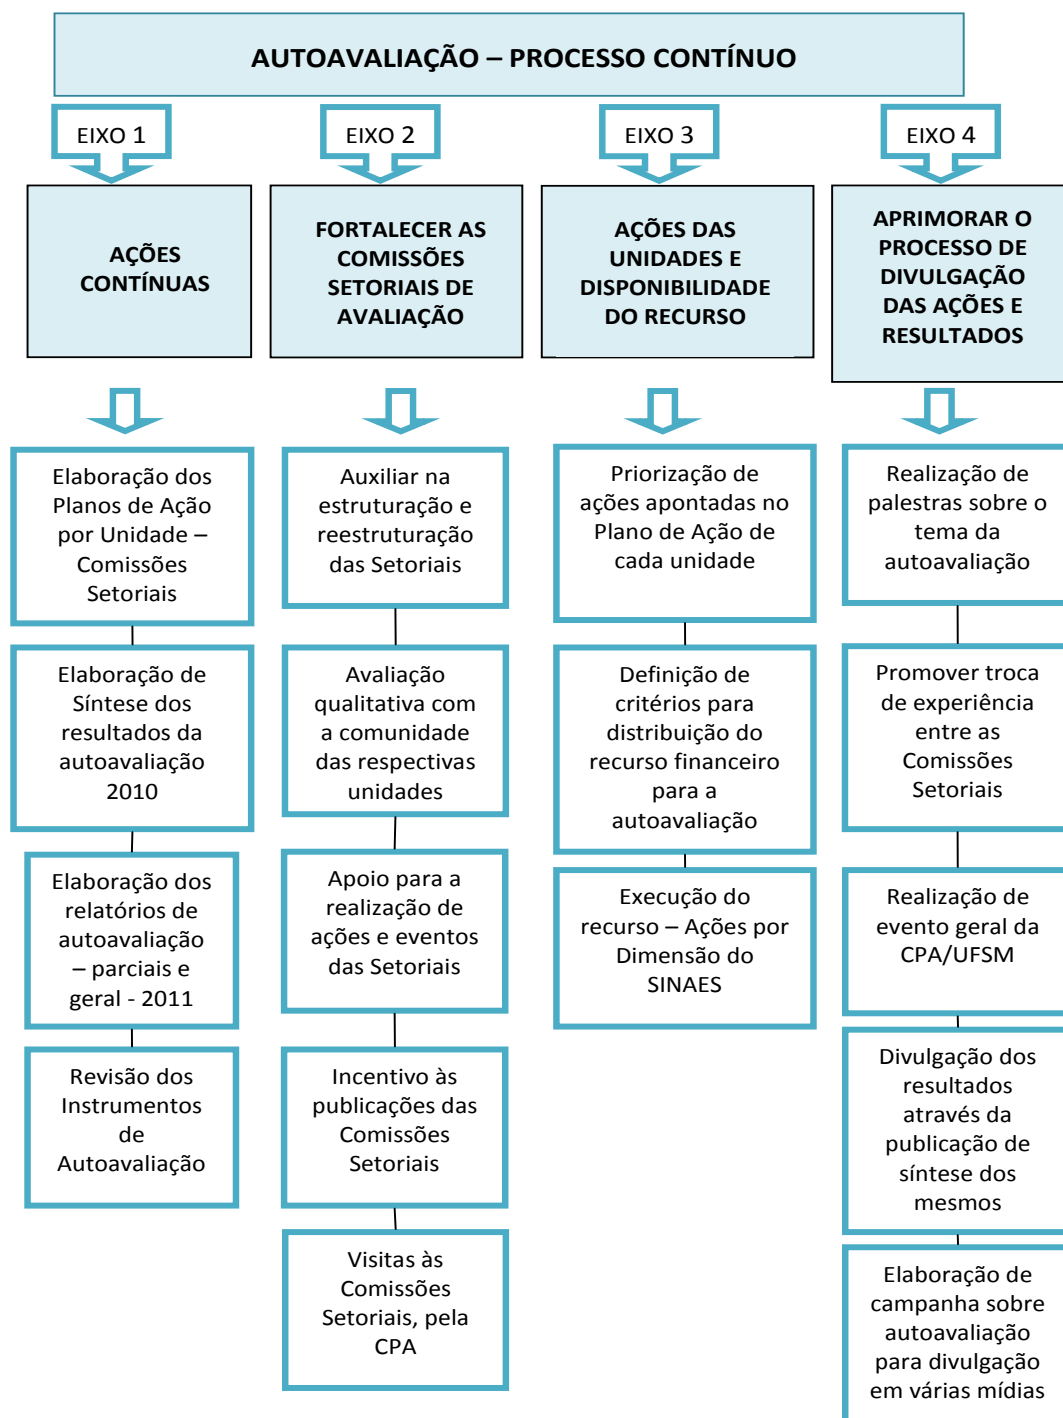 AUTOAVALIAÇÃO – PROCESSO CONTÍNUO
EIXO 1
EIXO 2
EIXO 3
EIXO 4
AÇÕES
CONTÍNUAS
FORTALECER AS
COMISSÕES
SETORIAIS DE
AVALIAÇÃO
AÇÕES DAS
UNIDADES E
DISPONIBILIDADE
DO RECURSO
APRIMORAR O
PROCESSO DE
DIVULGAÇÃO
DAS AÇÕES E
RESULTADOS
Elaboração dos
Planos de Ação
por Unidade –
Comissões
Setoriais
Elaboração de
Síntese dos
resultados da
autoavaliação
2010
Elaboração dos
relatórios de
autoavaliação
– parciais e
geral - 2011
Revisão dos
Instrumentos
de
Autoavaliação
Auxiliar na
estruturação e
reestruturação
das Setoriais
Avaliação
qualitativa com
a comunidade
das respectivas
unidades
Apoio para a
realização de
ações e eventos
das Setoriais
Incentivo às
publicações das
Comissões
Setoriais
Visitas às
Comissões
Setoriais, pela
CPA
Priorização de
ações apontadas no
Plano de Ação de
cada unidade
Definição de
critérios para
distribuição do
recurso financeiro
para a
autoavaliação
Execução do
recurso – Ações por
Dimensão do
SINAES
Realização de
palestras sobre o
tema da
autoavaliação
Promover troca
de experiência
entre as
Comissões
Setoriais
Realização de
evento geral da
CPA/UFSM
Divulgação dos
resultados
através da
publicação de
síntese dos
mesmos
Elaboração de
campanha sobre
autoavaliação
para divulgação
em várias mídias